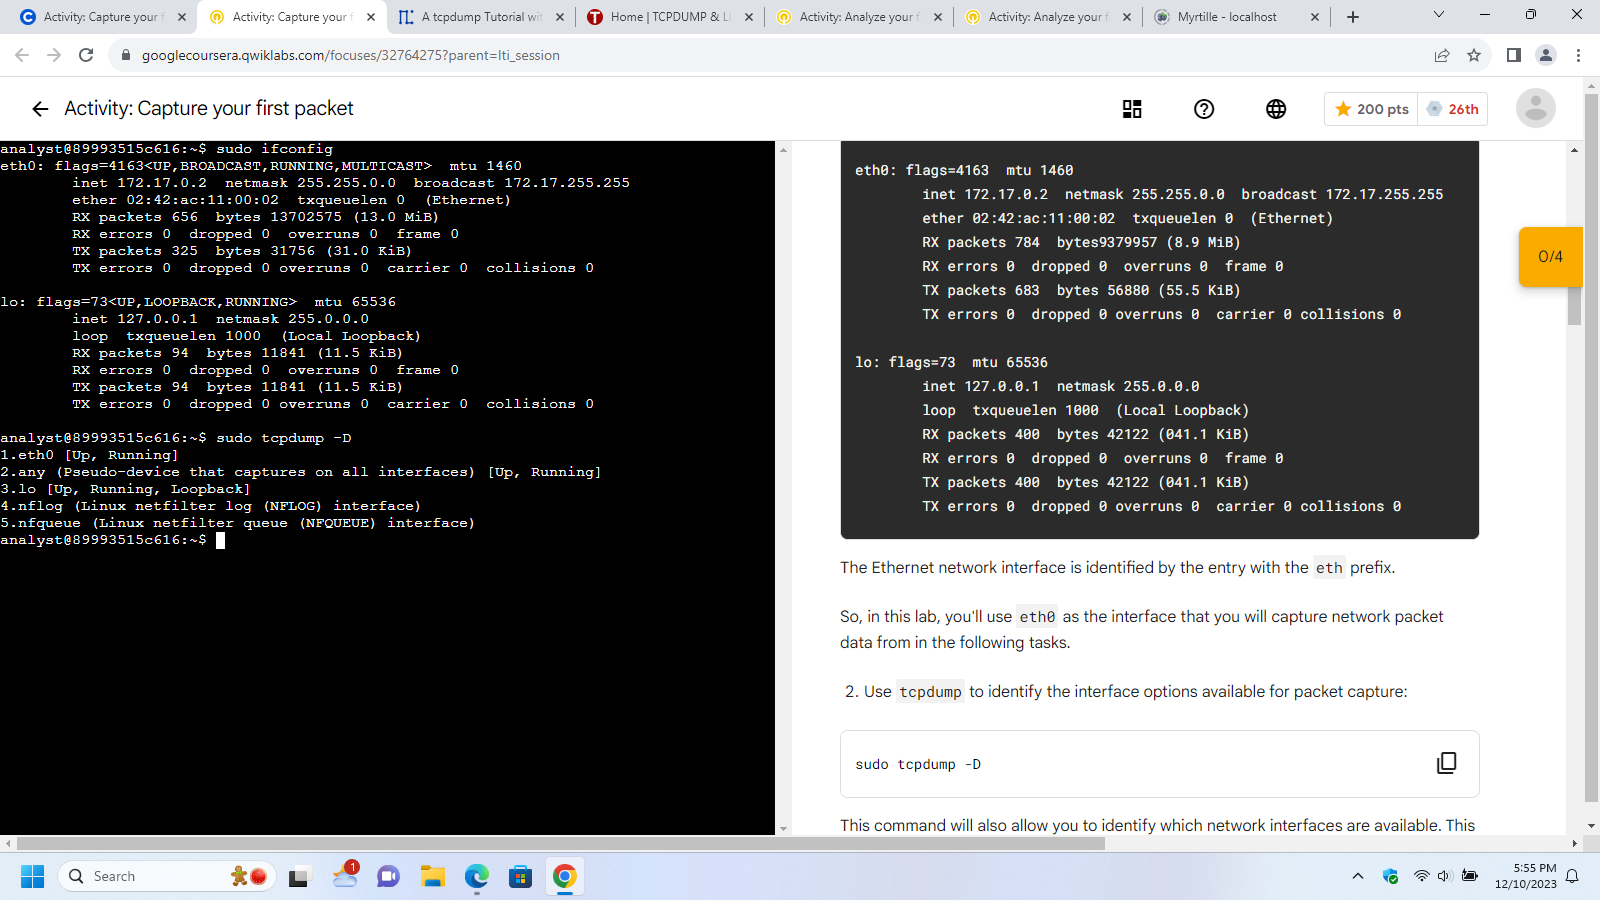 Activity: Capture your f
Activity: Capture your f
A tcpdump Tutorial wit
Home | TCPDUMP & LI
Activity: Analyze your f
Activity: Analyze your f
Myrtille - localhost
googlecoursera.qwiklabs.com/focuses/32764275?parent=lti_session
Activity: Capture your first packet
200 pts
26th
analyst@89993515c616:~$ sudo ifconfig
eth0: flags=4163<UP,BROADCAST,RUNNING,MULTICAST>  mtu 1460
inet 172.17.0.2  netmask 255.255.0.0  broadcast 172.17.255.255
ether 02:42:ac:11:00:02  txqueuelen 0  (Ethernet)
RX packets 656  bytes 13702575 (13.0 MiB)
RX errors 0  dropped 0  overruns 0  frame 0
TX packets 325  bytes 31756 (31.0 KiB)
TX errors 0  dropped 0 overruns 0  carrier 0  collisions 0
lo: flags=73<UP,LOOPBACK,RUNNING>  mtu 65536
inet 127.0.0.1  netmask 255.0.0.0
loop  txqueuelen 1000  (Local Loopback)
RX packets 94  bytes 11841 (11.5 KiB)
RX errors 0  dropped 0  overruns 0  frame 0
TX packets 94  bytes 11841 (11.5 KiB)
TX errors 0  dropped 0 overruns 0  carrier 0  collisions 0
analyst@89993515c616:~$ sudo tcpdump -D
1.eth0 [Up, Running]
2.any (Pseudo-device that captures on all interfaces) [Up, Running]
3.lo [Up, Running, Loopback]
4.nflog (Linux netfilter log (NFLOG) interface)
5.nfqueue (Linux netfilter queue (NFQUEUE) interface)
analyst@89993515c616:~$
eth0: flags=4163  mtu 1460
inet 172.17.0.2  netmask 255.255.0.0  broadcast 172.17.255.255
ether 02:42:ac:11:00:02  txqueuelen 0  (Ethernet)
RX packets 784  bytes9379957 (8.9 MiB)
RX errors 0  dropped 0  overruns 0  frame 0
TX packets 683  bytes 56880 (55.5 KiB)
TX errors 0  dropped 0 overruns 0  carrier 0 collisions 0
lo: flags=73  mtu 65536
inet 127.0.0.1  netmask 255.0.0.0
loop  txqueuelen 1000  (Local Loopback)
RX packets 400  bytes 42122 (041.1 KiB)
RX errors 0  dropped 0  overruns 0  frame 0
TX packets 400  bytes 42122 (041.1 KiB)
TX errors 0  dropped 0 overruns 0  carrier 0 collisions 0
0/4
The Ethernet network interface is identified by the entry with the eth prefix.
So, in this lab, you'll use eth0 as the interface that you will capture network packet
data from in the following tasks.
2. Use tcpdump to identify the interface options available for packet capture:
sudo tcpdump -D
This command will also allow you to identify which network interfaces are available. This
Search
1
5:55 PM
12/10/2023